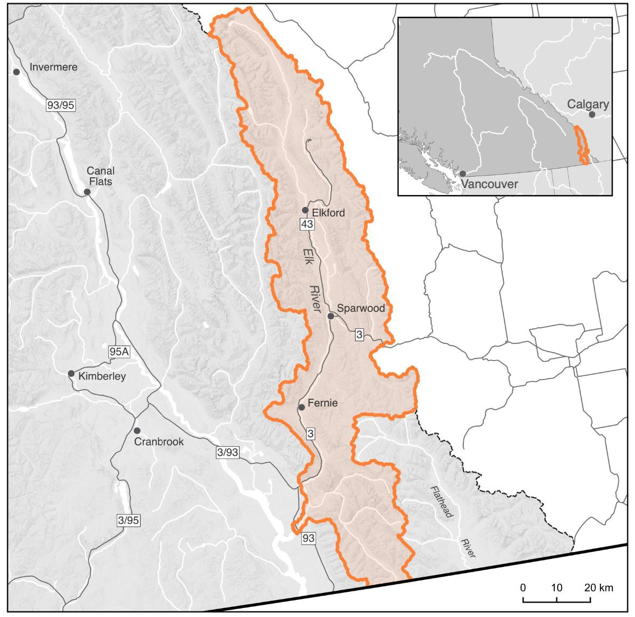 Invermere
93/95
Canal
Flats
Calgary
Vancouver
Elkford
43
Elk
River
Sparwood
3
95A
Kimberley
Fernie
3
Cranbrook
3/93
Flathead
River
3/95
93
0 10 20 km